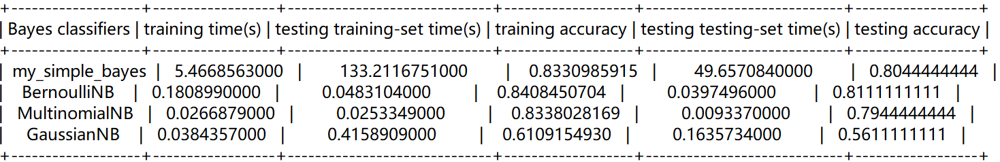 +-------------------+------------------+------------------------------+-------------------+-----------------------------+------------------+
| Bayes classifiers | training time(s) | testing training-set time(s) | training accuracy | testing testing-set time(s) | testing accuracy |
+-------------------+------------------+------------------------------+-------------------+-----------------------------+------------------+
| my_simple_bayes | 5.4668563000 | 133.2116751000 | 0.8330985915 | 49.6570840000 | 0.8044444444 |
| BernoulliNB | 0.1808990000 | 0.0483104000 | 0.8408450704 | 0.0397496000 | 0.8111111111 |
| MultinomialNB | 0.0266879000 | 0.0253349000 | 0.8338028169 | 0.0093370000 | 0.7944444444 |
| GaussianNB | 0.0384357000 | 0.4158909000 | 0.6109154930 | 0.1635734000 | 0.5611111111 |
+-------------------+------------------+------------------------------+-------------------+-----------------------------+------------------+